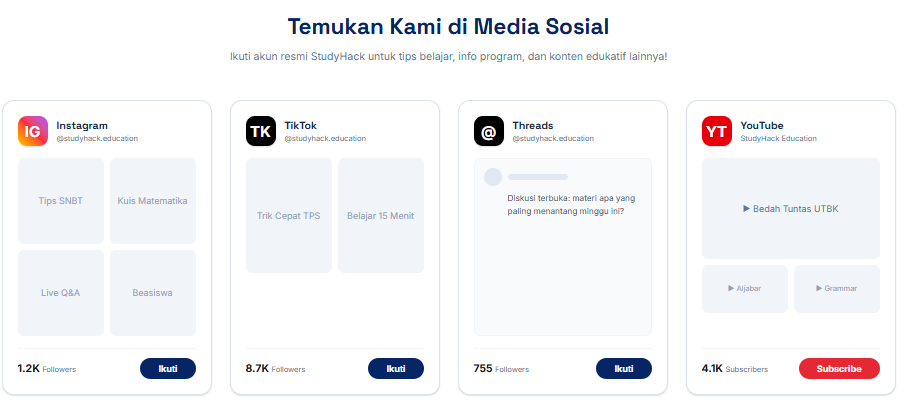 Temukan Kami di Media Sosial
Ikuti akun resmi StudyHack untuk tips belajar, info program, dan konten edukatif lainnya!
IG
Instagram
@studyhack.education
Tips SNBT
Kuis Matematika
Live Q&A
Beasiswa
1.2K Followers
Ikuti
TK
TikTok
@studyhack.education
Trik Cepat TPS
Belajar 15 Menit
8.7K Followers
Ikuti
@
Threads
@studyhack.education
Diskusi terbuka: materi apa yang
paling menantang minggu ini?
755 Followers
Ikuti
YT
YouTube
StudyHack Education
▶ Bedah Tuntas UTBK
▶ Aljabar
▶ Grammar
4.1K Subscribers
Subscribe